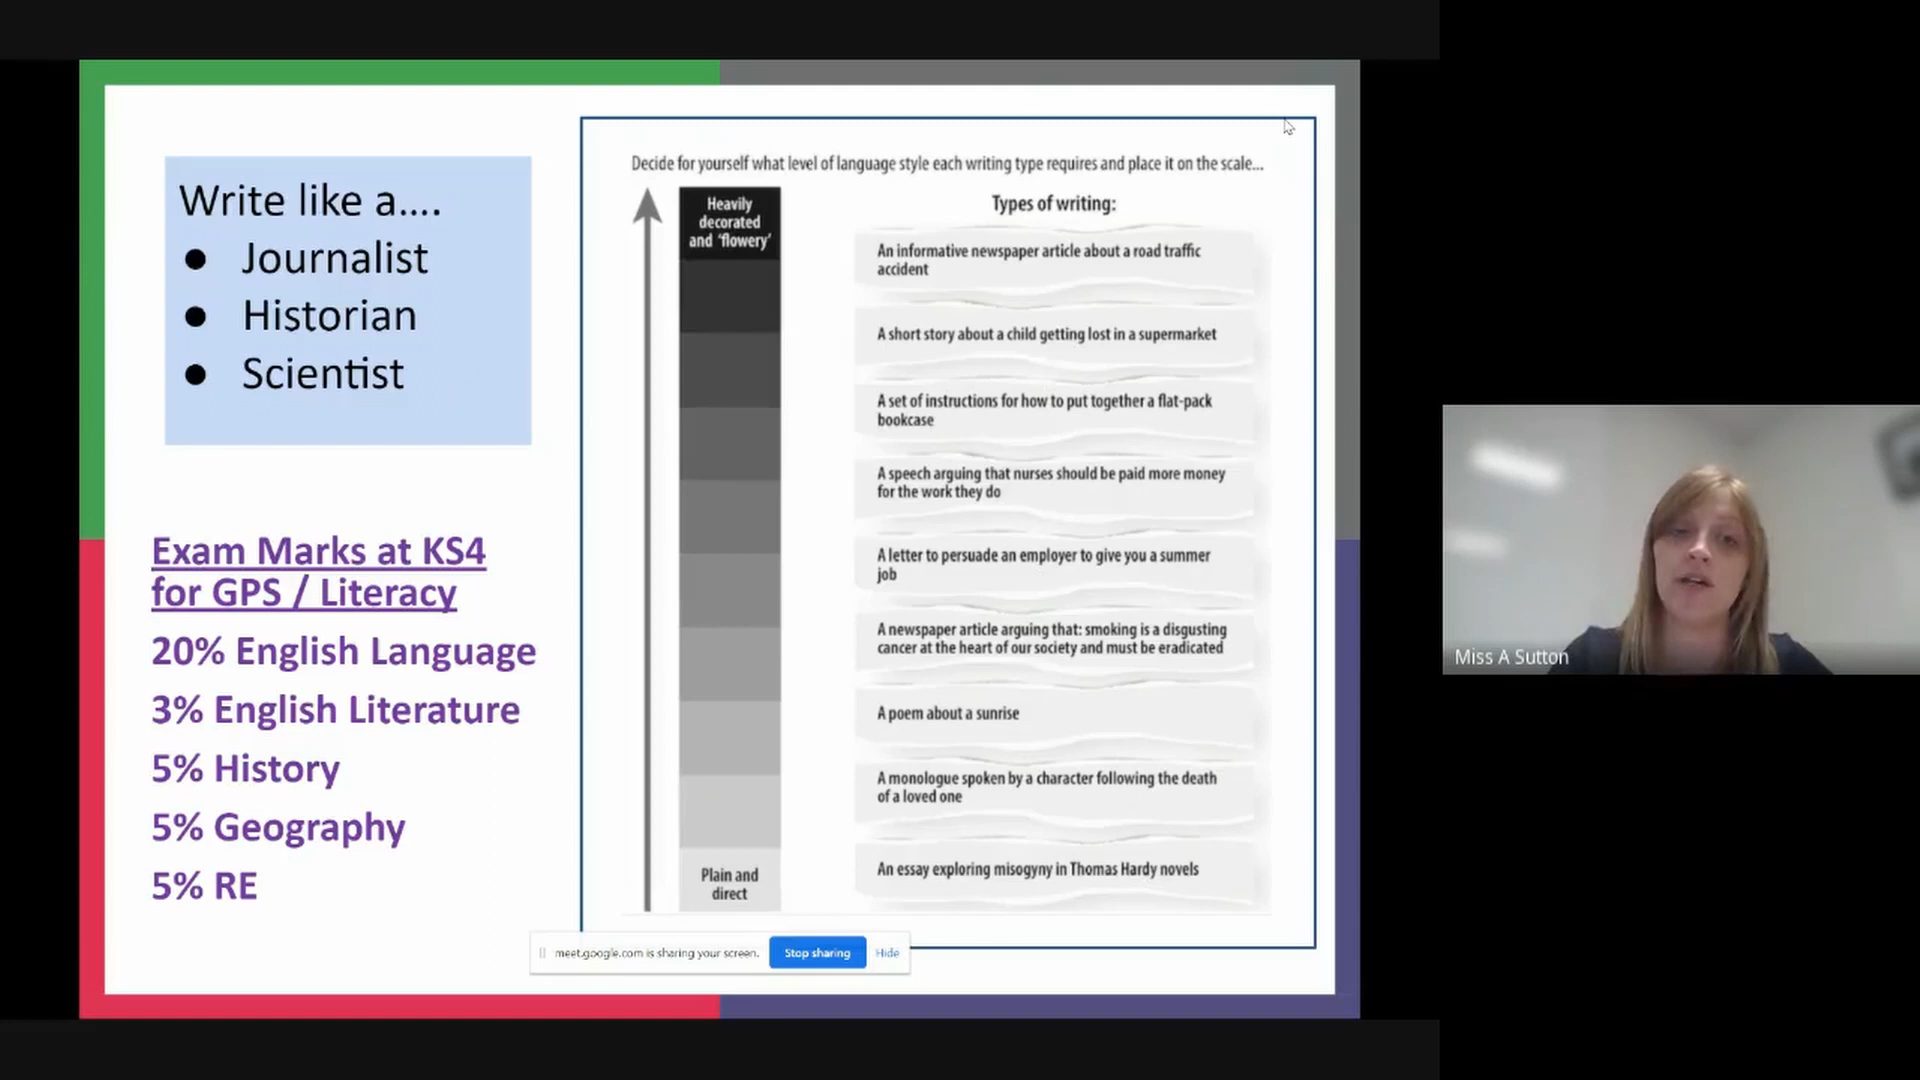 Write like a....
● Journalist
● Historian
● Scientist
Exam Marks at KS4
for GPS / Literacy
20% English Language
3% English Literature
5% History
5% Geography
5% RE
Decide for yourself what level of language style each writing type requires and place it on the scale...
Heavily
decorated
and ‘flowery’
Plain and
direct
Types of writing:
An informative newspaper article about a road traffic
accident
A short story about a child getting lost in a supermarket
A set of instructions for how to put together a flat-pack
bookcase
A speech arguing that nurses should be paid more money
for the work they do
A letter to persuade an employer to give you a summer
job
A newspaper article arguing that: smoking is a disgusting
cancer at the heart of our society and must be eradicated
A poem about a sunrise
A monologue spoken by a character following the death
of a loved one
An essay exploring misogyny in Thomas Hardy novels
meet.google.com is sharing your screen. Stop sharing Hide
Miss A Sutton